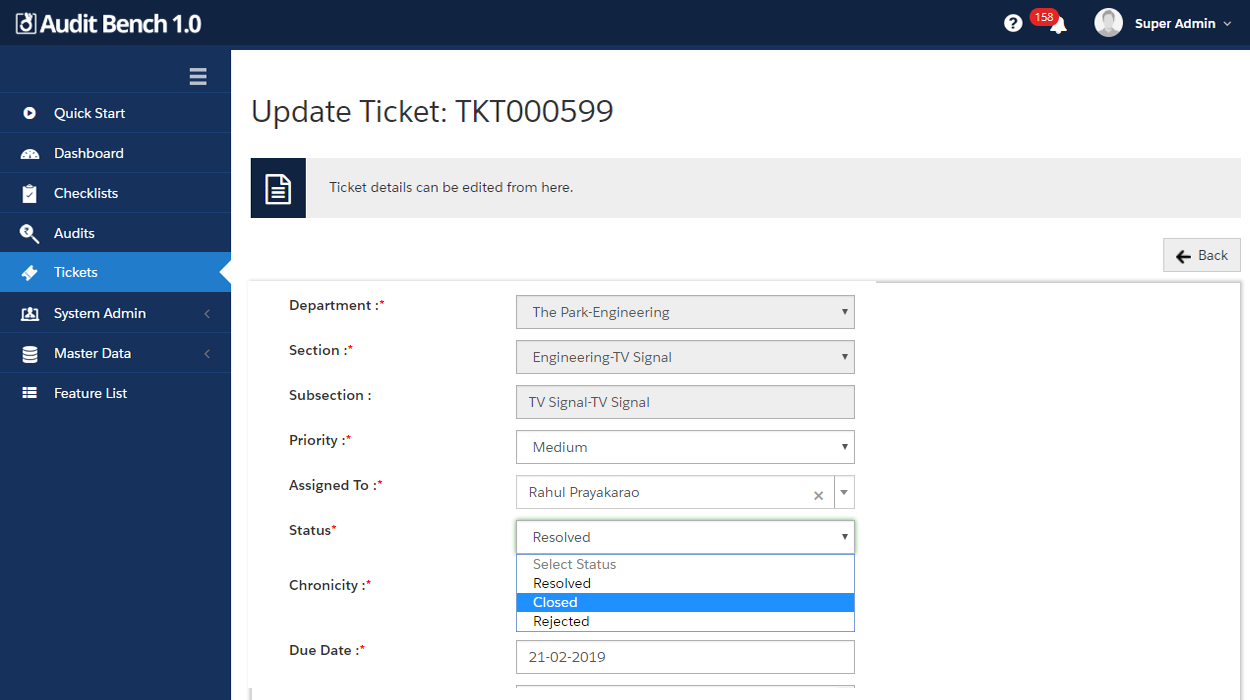 Audit Bench 1.0
158
Super Admin
Quick Start
Dashboard
Checklists
Audits
Tickets
System Admin
Master Data
Feature List
Update Ticket: TKT000599
Ticket details can be edited from here.
Back
Department :* The Park-Engineering
Section :* Engineering-TV Signal
Subsection : TV Signal-TV Signal
Priority :* Medium
Assigned To :* Rahul Prayakarao
Status* Resolved
Select Status
Resolved
Closed
Rejected
Chronicity :*
Due Date :* 21-02-2019